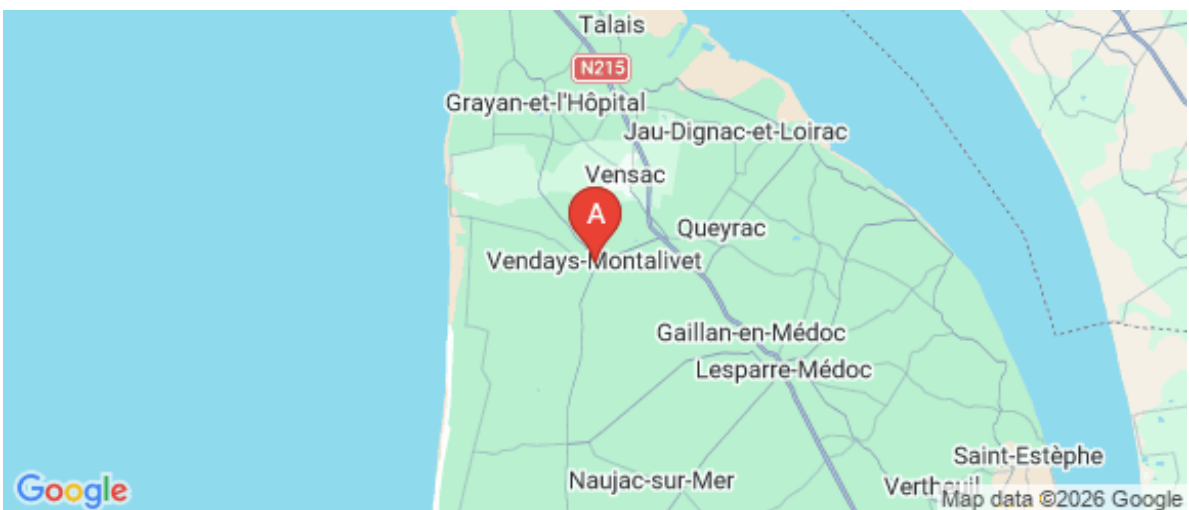 Talais
N215
Grayan-et-l'Hôpital
Jau-Dignac-et-Loirac
Vensac
A
Queyrac
Vendays-Montalivet
Gaillan-en-Médoc
Lesparre-Médoc
Saint-Estèphe
Naujac-sur-Mer
Vertheuil
Google
Map data ©2026 Google